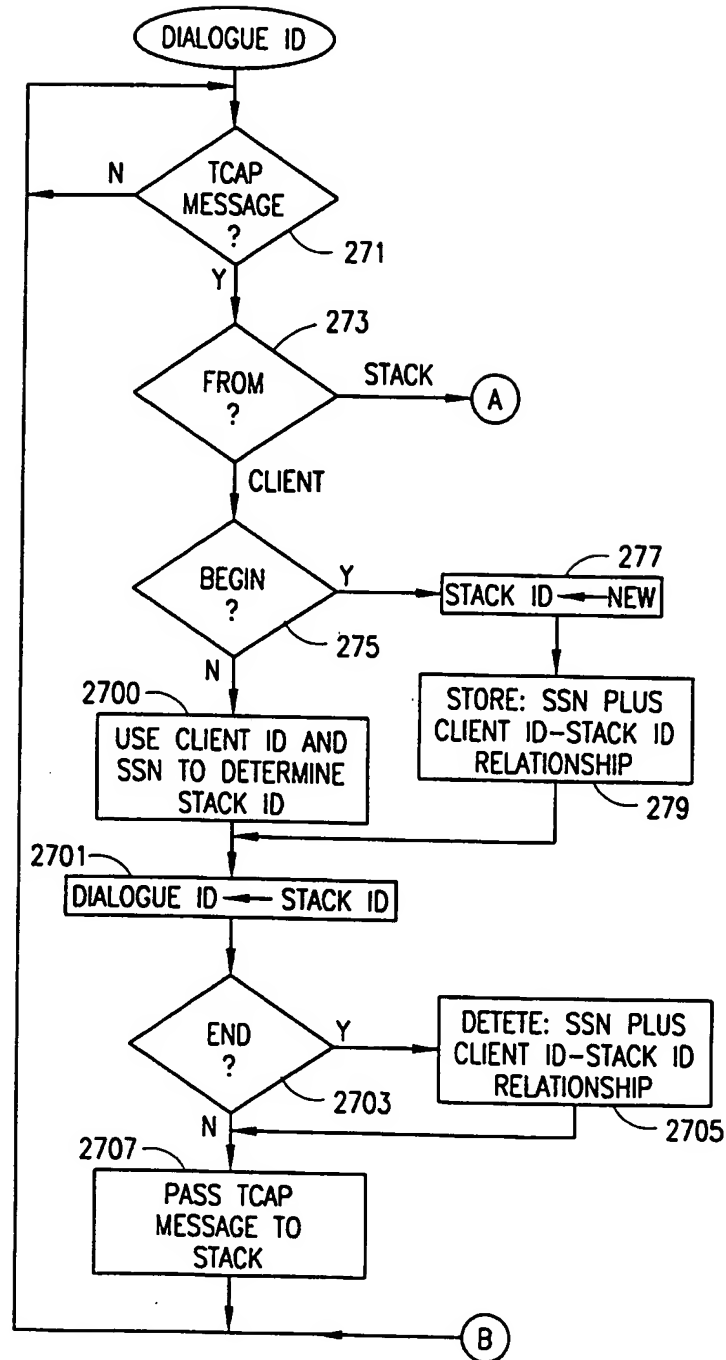 DIALOGUE ID
N
TCAP
MESSAGE
?
271
Y
273
FROM
?
STACK
A
CLIENT
277
BEGIN
?
Y
STACK ID ← NEW
275
N
2700
USE CLIENT ID AND
SSN TO DETERMINE
STACK ID
STORE: SSN PLUS
CLIENT ID-STACK ID
RELATIONSHIP
279
2701
DIALOGUE ID ← STACK ID
END
?
Y
DETETE: SSN PLUS
CLIENT ID-STACK ID
RELATIONSHIP
2703
2705
N
2707
PASS TCAP
MESSAGE TO
STACK
B